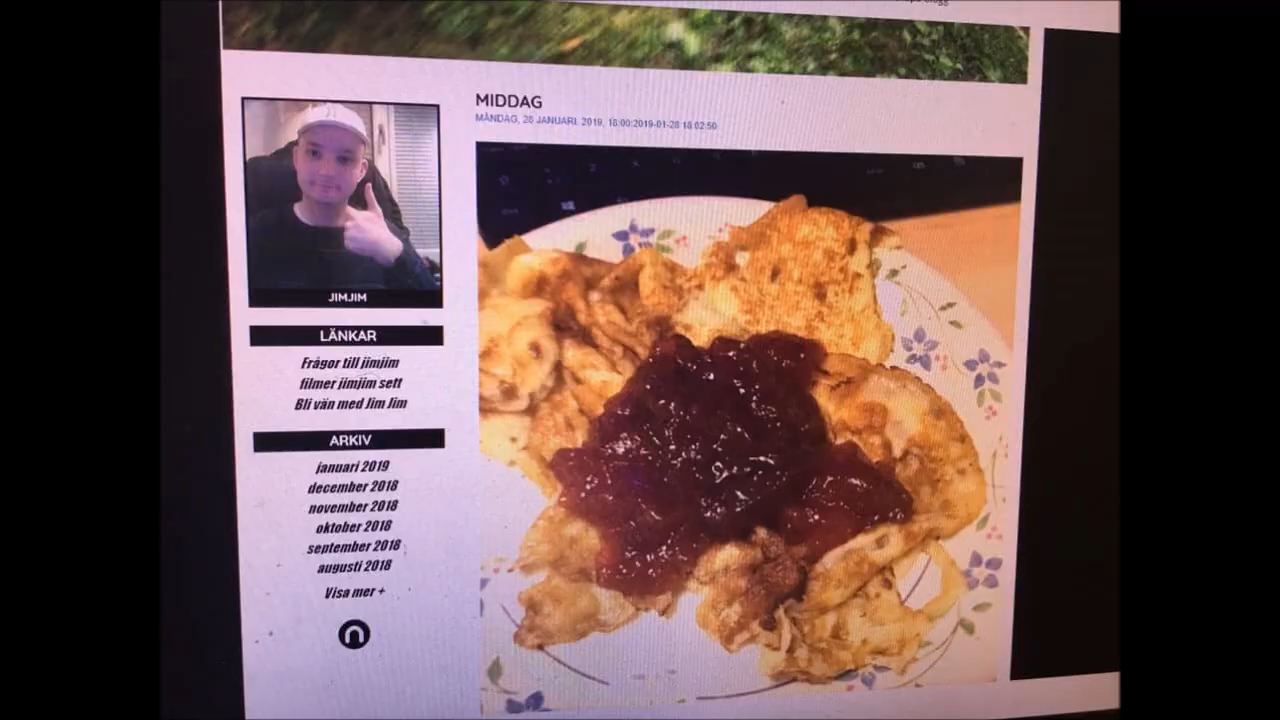 MIDDAG
MÅNDAG, 28 JANUARI, 2019, 18:00:2019-01-28 18:02:50
JIMJIM
LÄNKAR
Frågor till jimjim
filmer jimjim sett
Bli vän med Jim Jim
ARKIV
januari 2019
december 2018
november 2018
oktober 2018
september 2018
augusti 2018
Visa mer +